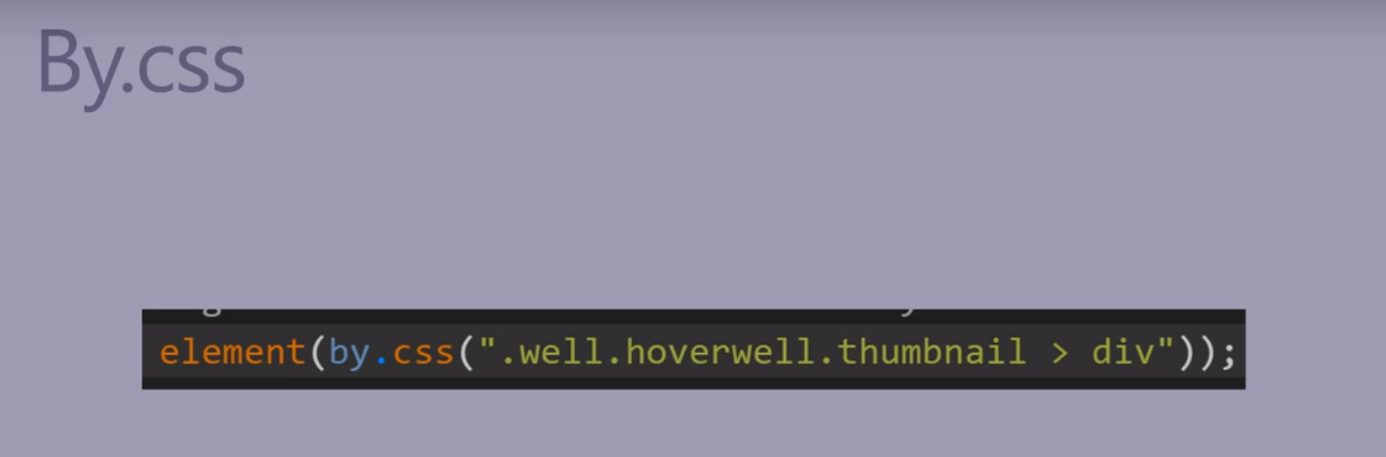 By.css
element(by.css(".well.hoverwell.thumbnail > div"));